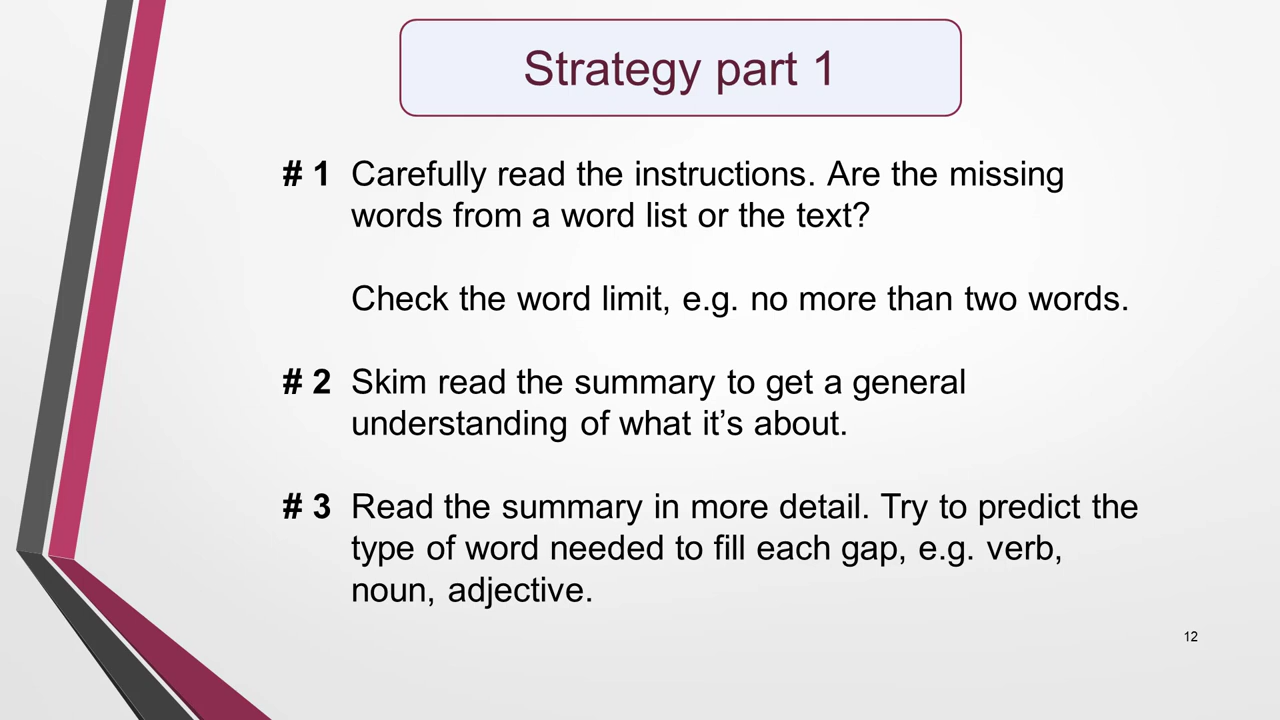 Strategy part 1
# 1 Carefully read the instructions. Are the missing
words from a word list or the text?
Check the word limit, e.g. no more than two words.
# 2 Skim read the summary to get a general
understanding of what it’s about.
# 3 Read the summary in more detail. Try to predict the
type of word needed to fill each gap, e.g. verb,
noun, adjective.
12